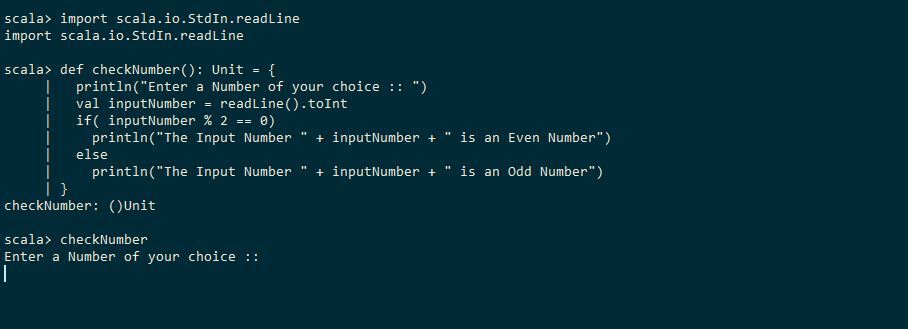 scala> import scala.io.StdIn.readLine
import scala.io.StdIn.readLine
scala> def checkNumber(): Unit = {
     |   println("Enter a Number of your choice :: ")
     |   val inputNumber = readLine().toInt
     |   if( inputNumber % 2 == 0)
     |     println("The Input Number " + inputNumber + " is an Even Number")
     |   else
     |     println("The Input Number " + inputNumber + " is an Odd Number")
     | }
checkNumber: ()Unit
scala> checkNumber
Enter a Number of your choice ::